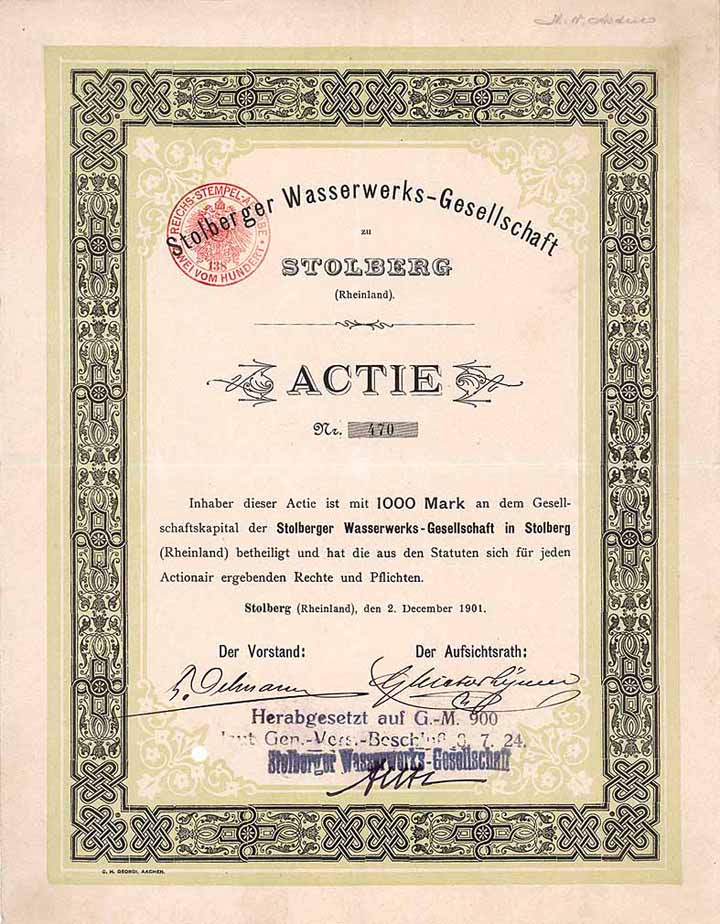 REICHS-STEMPEL-ABGABE
138
ZWEI VOM HUNDERT
Stolberger Wasserwerks-Gesellschaft
zu
STOLBERG
(Rheinland).
ACTIE
Nr. 470
Inhaber dieser Actie ist mit 1000 Mark an dem Gesell-
schaftskapital der Stolberger Wasserwerks-Gesellschaft in Stolberg
(Rheinland) betheiligt und hat die aus den Statuten sich für jeden
Actionair ergebenden Rechte und Pflichten.
Stolberg (Rheinland), den 2. December 1901.
Der Vorstand: Der Aufsichtsrath:
Herabgesetzt auf G.-M. 900
laut Gen.-Vers.-Beschluß 7. 24.
Stolberger Wasserwerks-Gesellschaft
C. H. GEORGI, AACHEN.